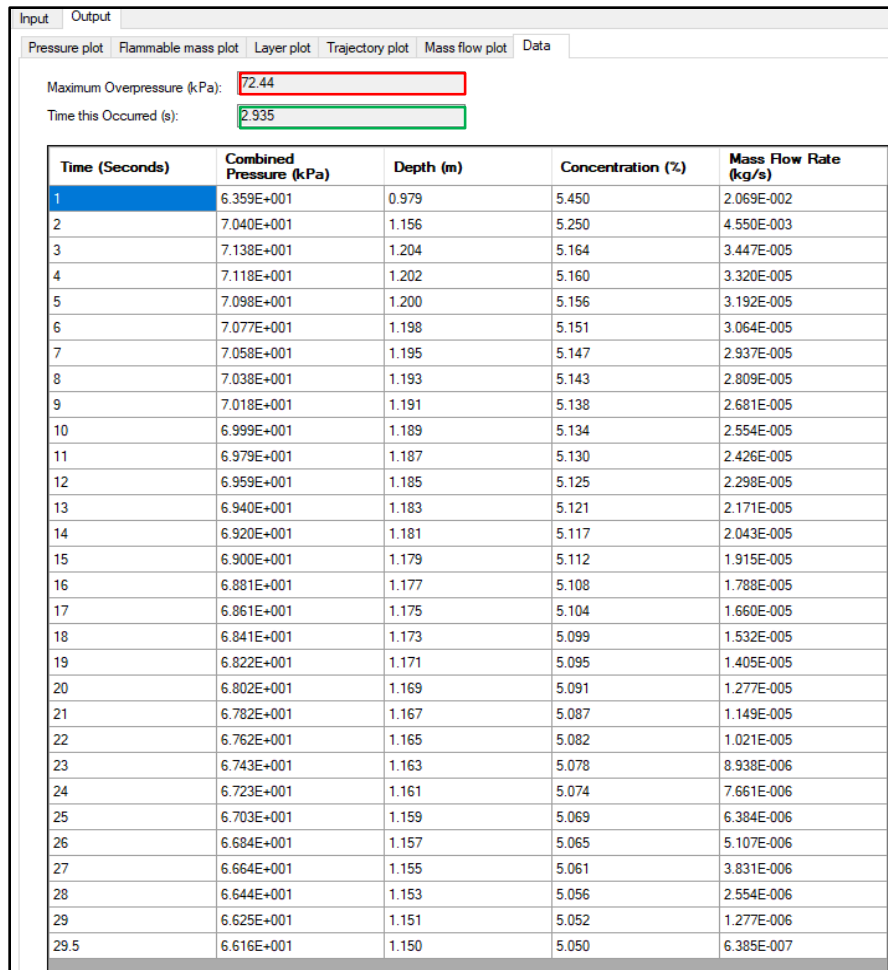 Input Output
Pressure plot Flammable mass plot Layer plot Trajectory plot Mass flow plot Data
Maximum Overpressure (kPa): 72.44
Time this Occurred (s): 2.935
Time (Seconds) Combined Pressure (kPa) Depth (m) Concentration (%) Mass Flow Rate (kg/s)
1 6.359E+001 0.979 5.450 2.069E-002
2 7.040E+001 1.156 5.250 4.550E-003
3 7.138E+001 1.204 5.164 3.447E-005
4 7.118E+001 1.202 5.160 3.320E-005
5 7.098E+001 1.200 5.156 3.192E-005
6 7.077E+001 1.198 5.151 3.064E-005
7 7.058E+001 1.195 5.147 2.937E-005
8 7.038E+001 1.193 5.143 2.809E-005
9 7.018E+001 1.191 5.138 2.681E-005
10 6.999E+001 1.189 5.134 2.554E-005
11 6.979E+001 1.187 5.130 2.426E-005
12 6.959E+001 1.185 5.125 2.298E-005
13 6.940E+001 1.183 5.121 2.171E-005
14 6.920E+001 1.181 5.117 2.043E-005
15 6.900E+001 1.179 5.112 1.915E-005
16 6.881E+001 1.177 5.108 1.788E-005
17 6.861E+001 1.175 5.104 1.660E-005
18 6.841E+001 1.173 5.099 1.532E-005
19 6.822E+001 1.171 5.095 1.405E-005
20 6.802E+001 1.169 5.091 1.277E-005
21 6.782E+001 1.167 5.087 1.149E-005
22 6.762E+001 1.165 5.082 1.021E-005
23 6.743E+001 1.163 5.078 8.938E-006
24 6.723E+001 1.161 5.074 7.661E-006
25 6.703E+001 1.159 5.069 6.384E-006
26 6.684E+001 1.157 5.065 5.107E-006
27 6.664E+001 1.155 5.061 3.831E-006
28 6.644E+001 1.153 5.056 2.554E-006
29 6.625E+001 1.151 5.052 1.277E-006
29.5 6.616E+001 1.150 5.050 6.385E-007